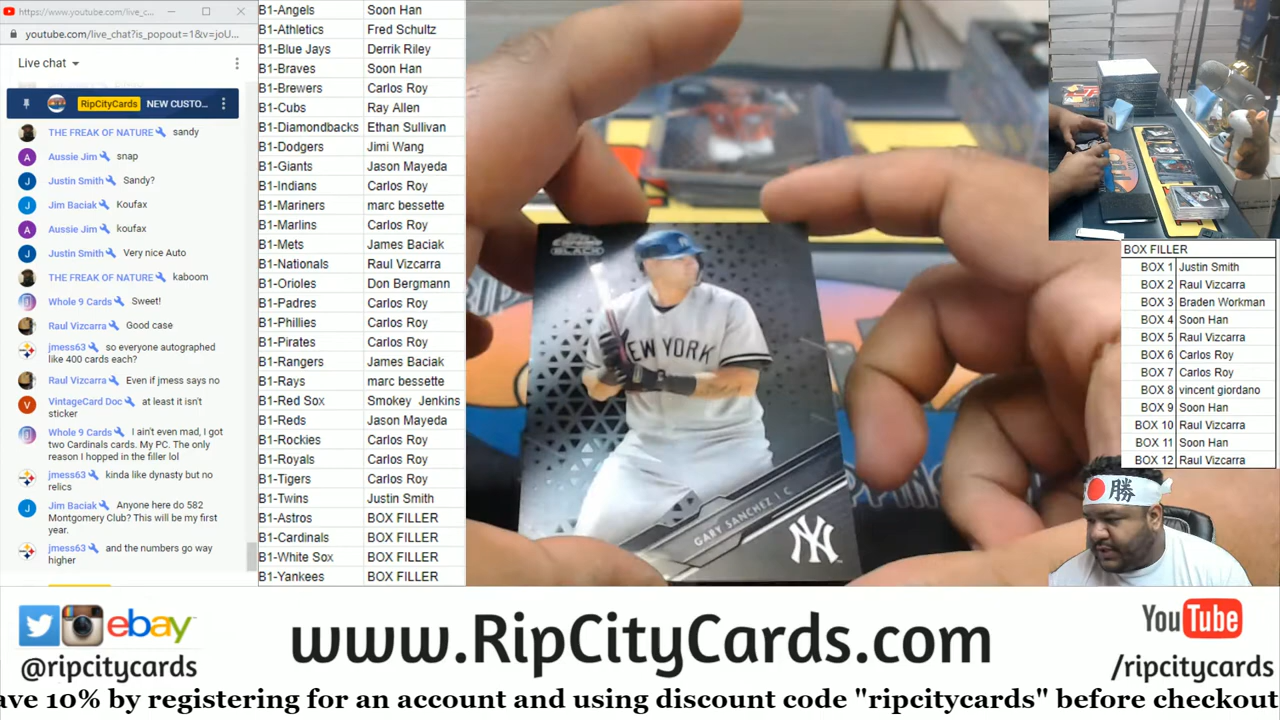 https://www.youtube.com/live_c...
youtube.com/live_chat?is_popout=1&v=joU...
Live chat
RipCityCards NEW CUSTO...
THE FREAK OF NATURE sandy
Aussie Jim snap
Justin Smith Sandy?
Jim Baciak Koufax
Aussie Jim koufax
Justin Smith Very nice Auto
THE FREAK OF NATURE kaboom
Whole 9 Cards Sweet!
Raul Vizcarra Good case
jmess63 so everyone autographed
like 400 cards each?
Raul Vizcarra Even if jmess says no
VintageCard Doc at least it isn't
sticker
Whole 9 Cards I ain't even mad, I got
two Cardinals cards. My PC. The only
reason I hopped in the filler lol
jmess63 kinda like dynasty but no
relics
Jim Baciak Anyone here do 582
Montgomery Club? This will be my first
year.
jmess63 and the numbers go way
higher
B1-Angels Soon Han
B1-Athletics Fred Schultz
B1-Blue Jays Derrik Riley
B1-Braves Soon Han
B1-Brewers Carlos Roy
B1-Cubs Ray Allen
B1-Diamondbacks Ethan Sullivan
B1-Dodgers Jimi Wang
B1-Giants Jason Mayeda
B1-Indians Carlos Roy
B1-Mariners marc bessette
B1-Marlins Carlos Roy
B1-Mets James Baciak
B1-Nationals Raul Vizcarra
B1-Orioles Don Bergmann
B1-Padres Carlos Roy
B1-Phillies Carlos Roy
B1-Pirates Carlos Roy
B1-Rangers James Baciak
B1-Rays marc bessette
B1-Red Sox Smokey Jenkins
B1-Reds Jason Mayeda
B1-Rockies Carlos Roy
B1-Royals Carlos Roy
B1-Tigers Carlos Roy
B1-Twins Justin Smith
B1-Astros BOX FILLER
B1-Cardinals BOX FILLER
B1-White Sox BOX FILLER
B1-Yankees BOX FILLER
CHROME
BLACK
NEW YORK
GARY SANCHEZ | C
NY
BOX FILLER
BOX 1 Justin Smith
BOX 2 Raul Vizcarra
BOX 3 Braden Workman
BOX 4 Soon Han
BOX 5 Raul Vizcarra
BOX 6 Carlos Roy
BOX 7 Carlos Roy
BOX 8 vincent giordano
BOX 9 Soon Han
BOX 10 Raul Vizcarra
BOX 11 Soon Han
BOX 12 Raul Vizcarra
勝
ebay
@ripcitycards
www.RipCityCards.com
YouTube
/ripcitycards
ave 10% by registering for an account and using discount code "ripcitycards" before checkout